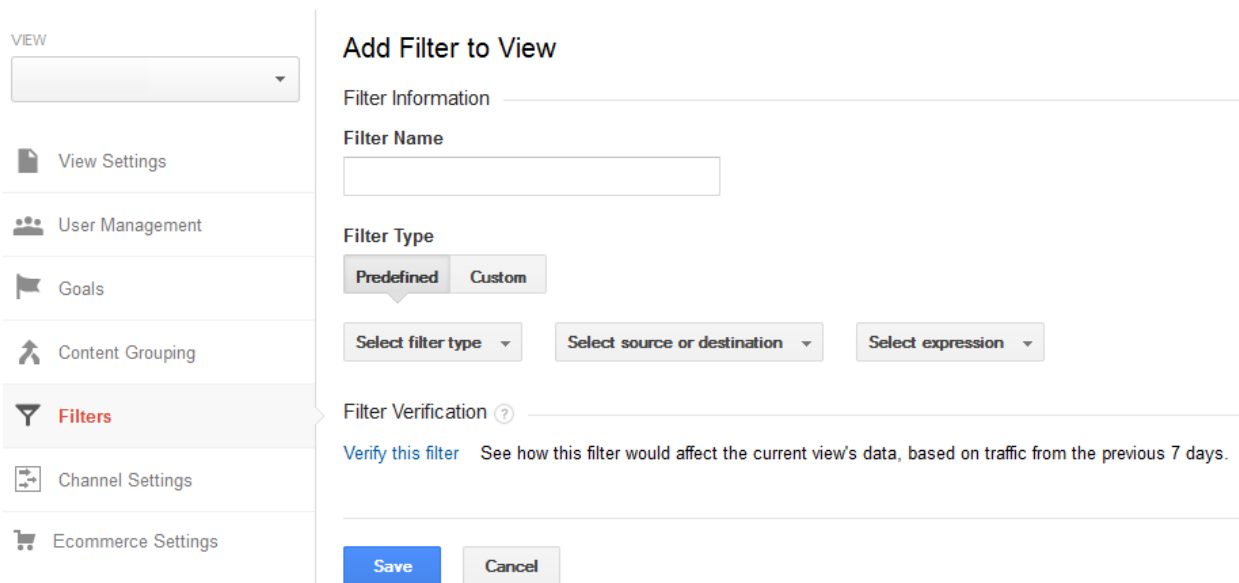 VIEW
View Settings
User Management
Goals
Content Grouping
Filters
Channel Settings
Ecommerce Settings
Add Filter to View
Filter Information
Filter Name
Filter Type
Predefined Custom
Select filter type Select source or destination Select expression
Filter Verification ?
Verify this filter See how this filter would affect the current view's data, based on traffic from the previous 7 days.
Save Cancel